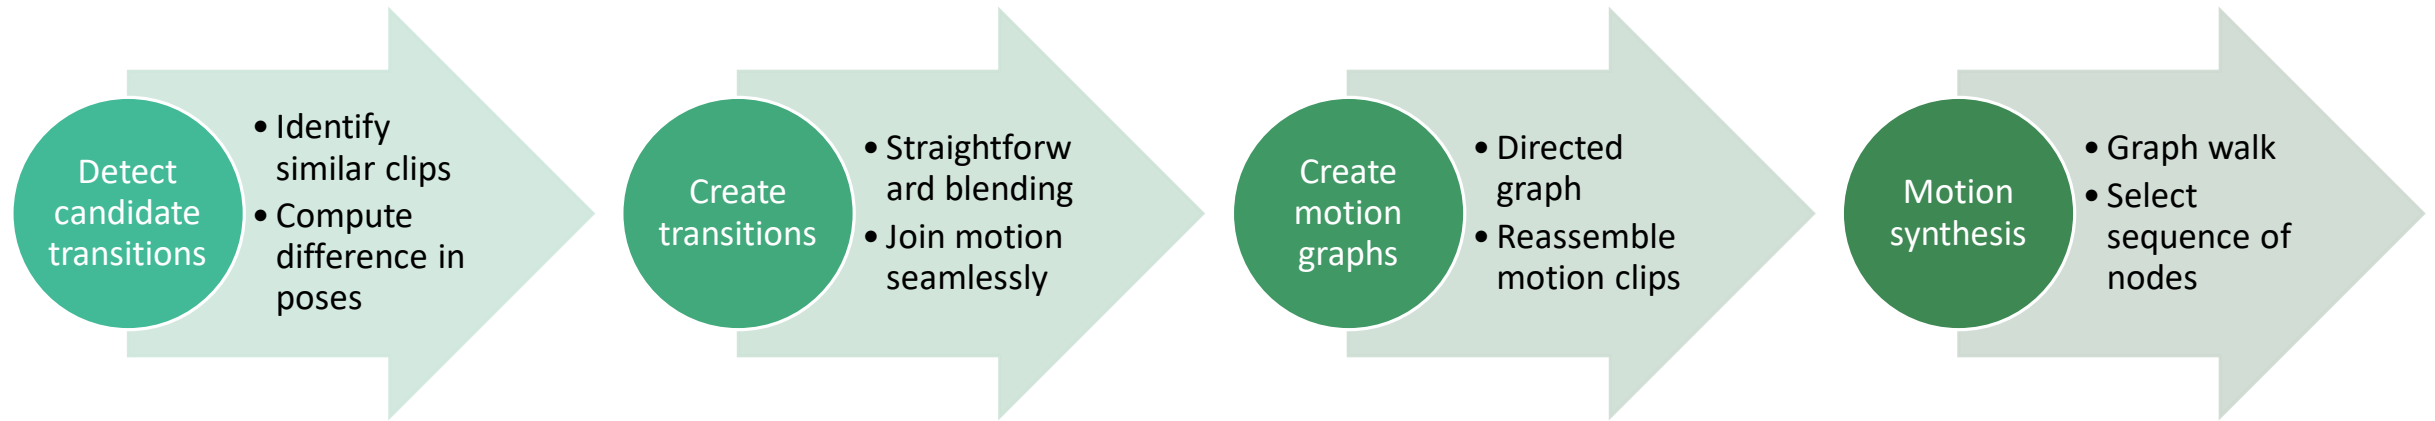 Detect
candidate
transitions
• Identify
similar clips
• Compute
difference in
poses
Create
transitions
• Straightforw
ard blending
• Join motion
seamlessly
Create
motion
graphs
• Directed
graph
• Reassemble
motion clips
Motion
synthesis
• Graph walk
• Select
sequence of
nodes